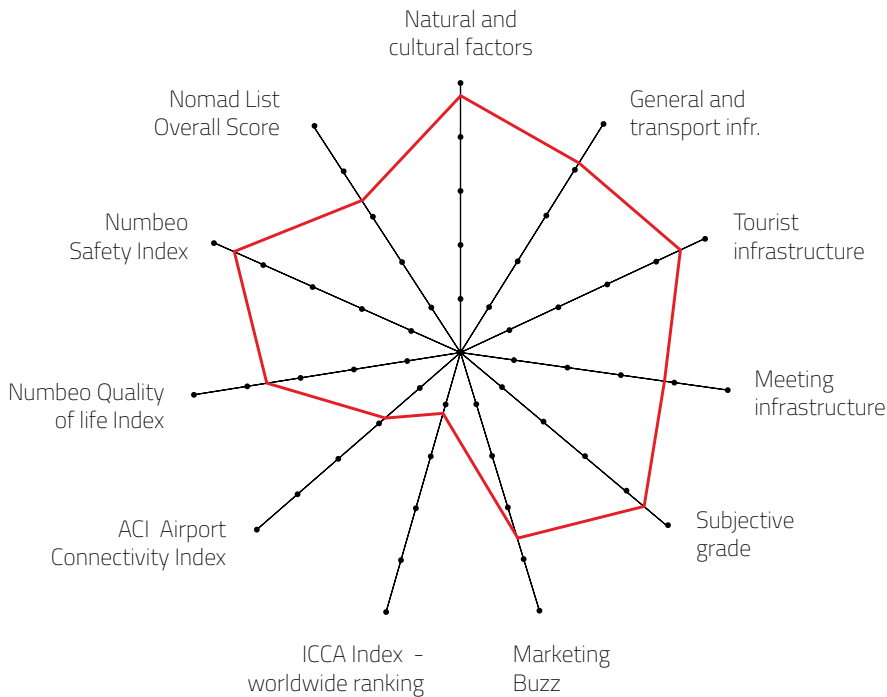 Natural and
cultural factors
General and
transport infr.
Tourist
infrastructure
Meeting
infrastructure
Subjective
grade
Marketing
Buzz
ICCA Index -
worldwide ranking
ACI Airport
Connectivity Index
Numbeo Quality
of life Index
Numbeo
Safety Index
Nomad List
Overall Score